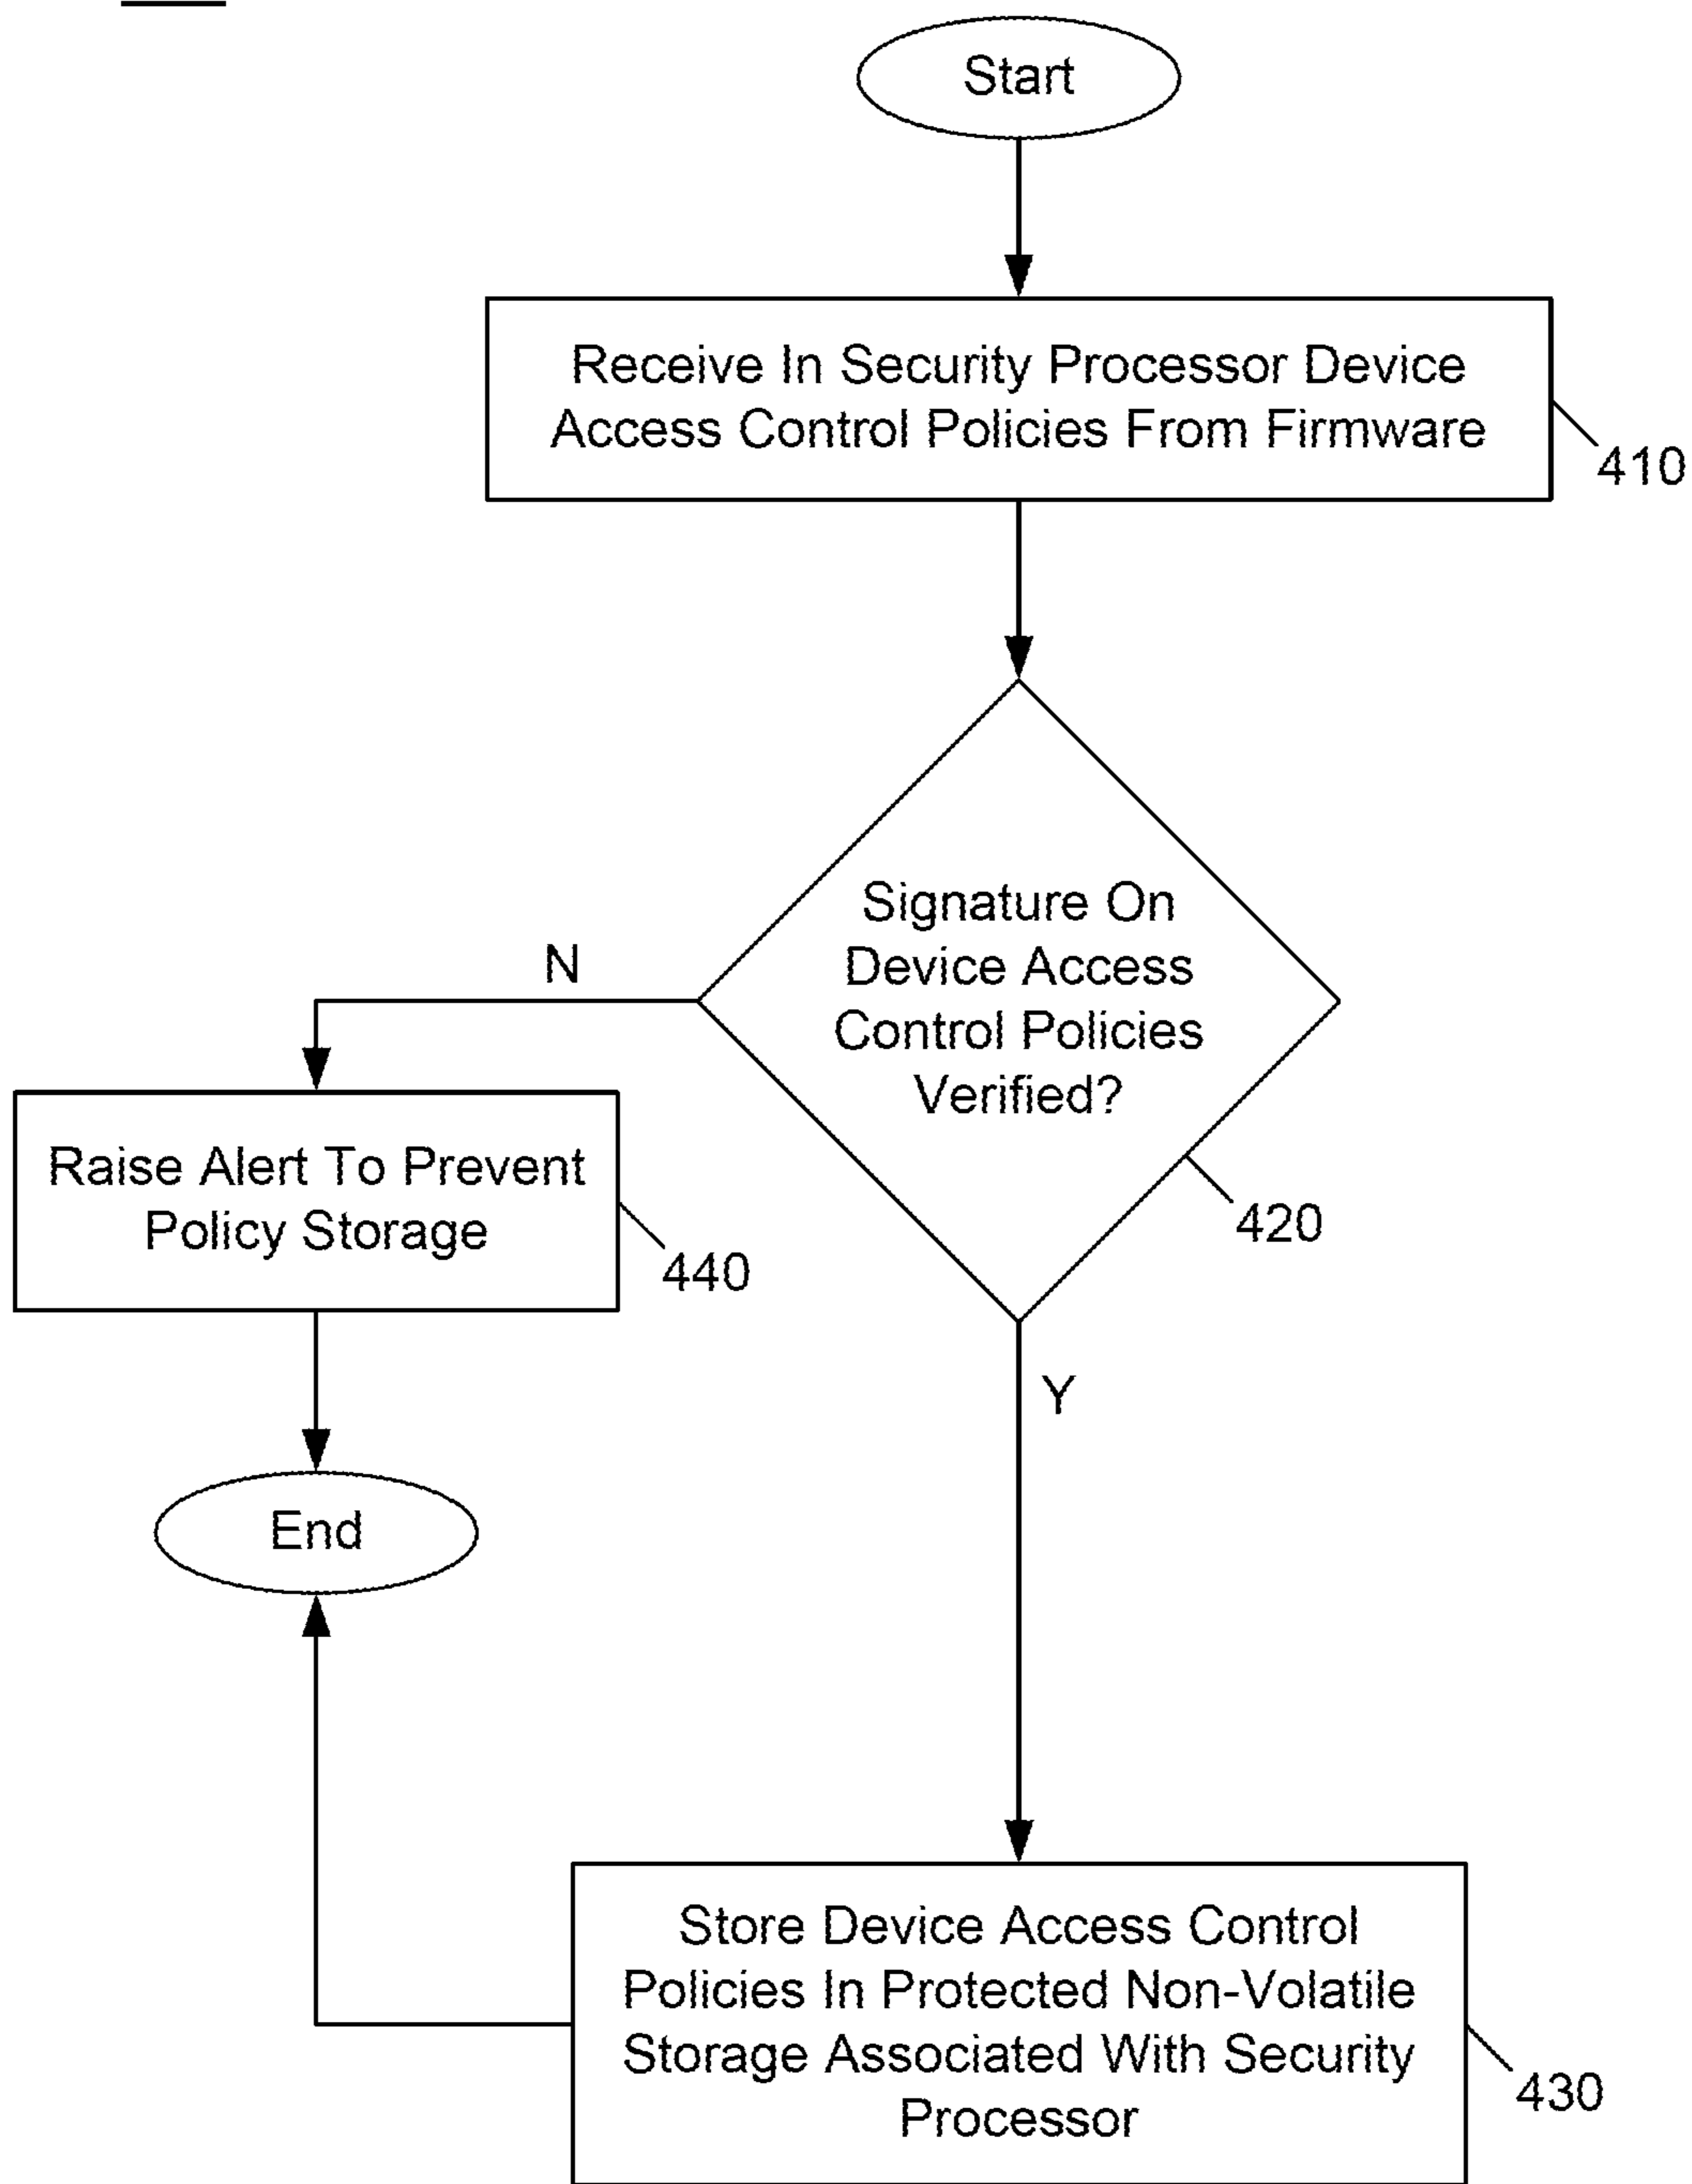 Start
Receive In Security Processor Device
Access Control Policies From Firmware
410
Signature On
Device Access
Control Policies
Verified?
420
N
Raise Alert To Prevent
Policy Storage
440
Y
End
Store Device Access Control
Policies In Protected Non-Volatile
Storage Associated With Security
Processor
430